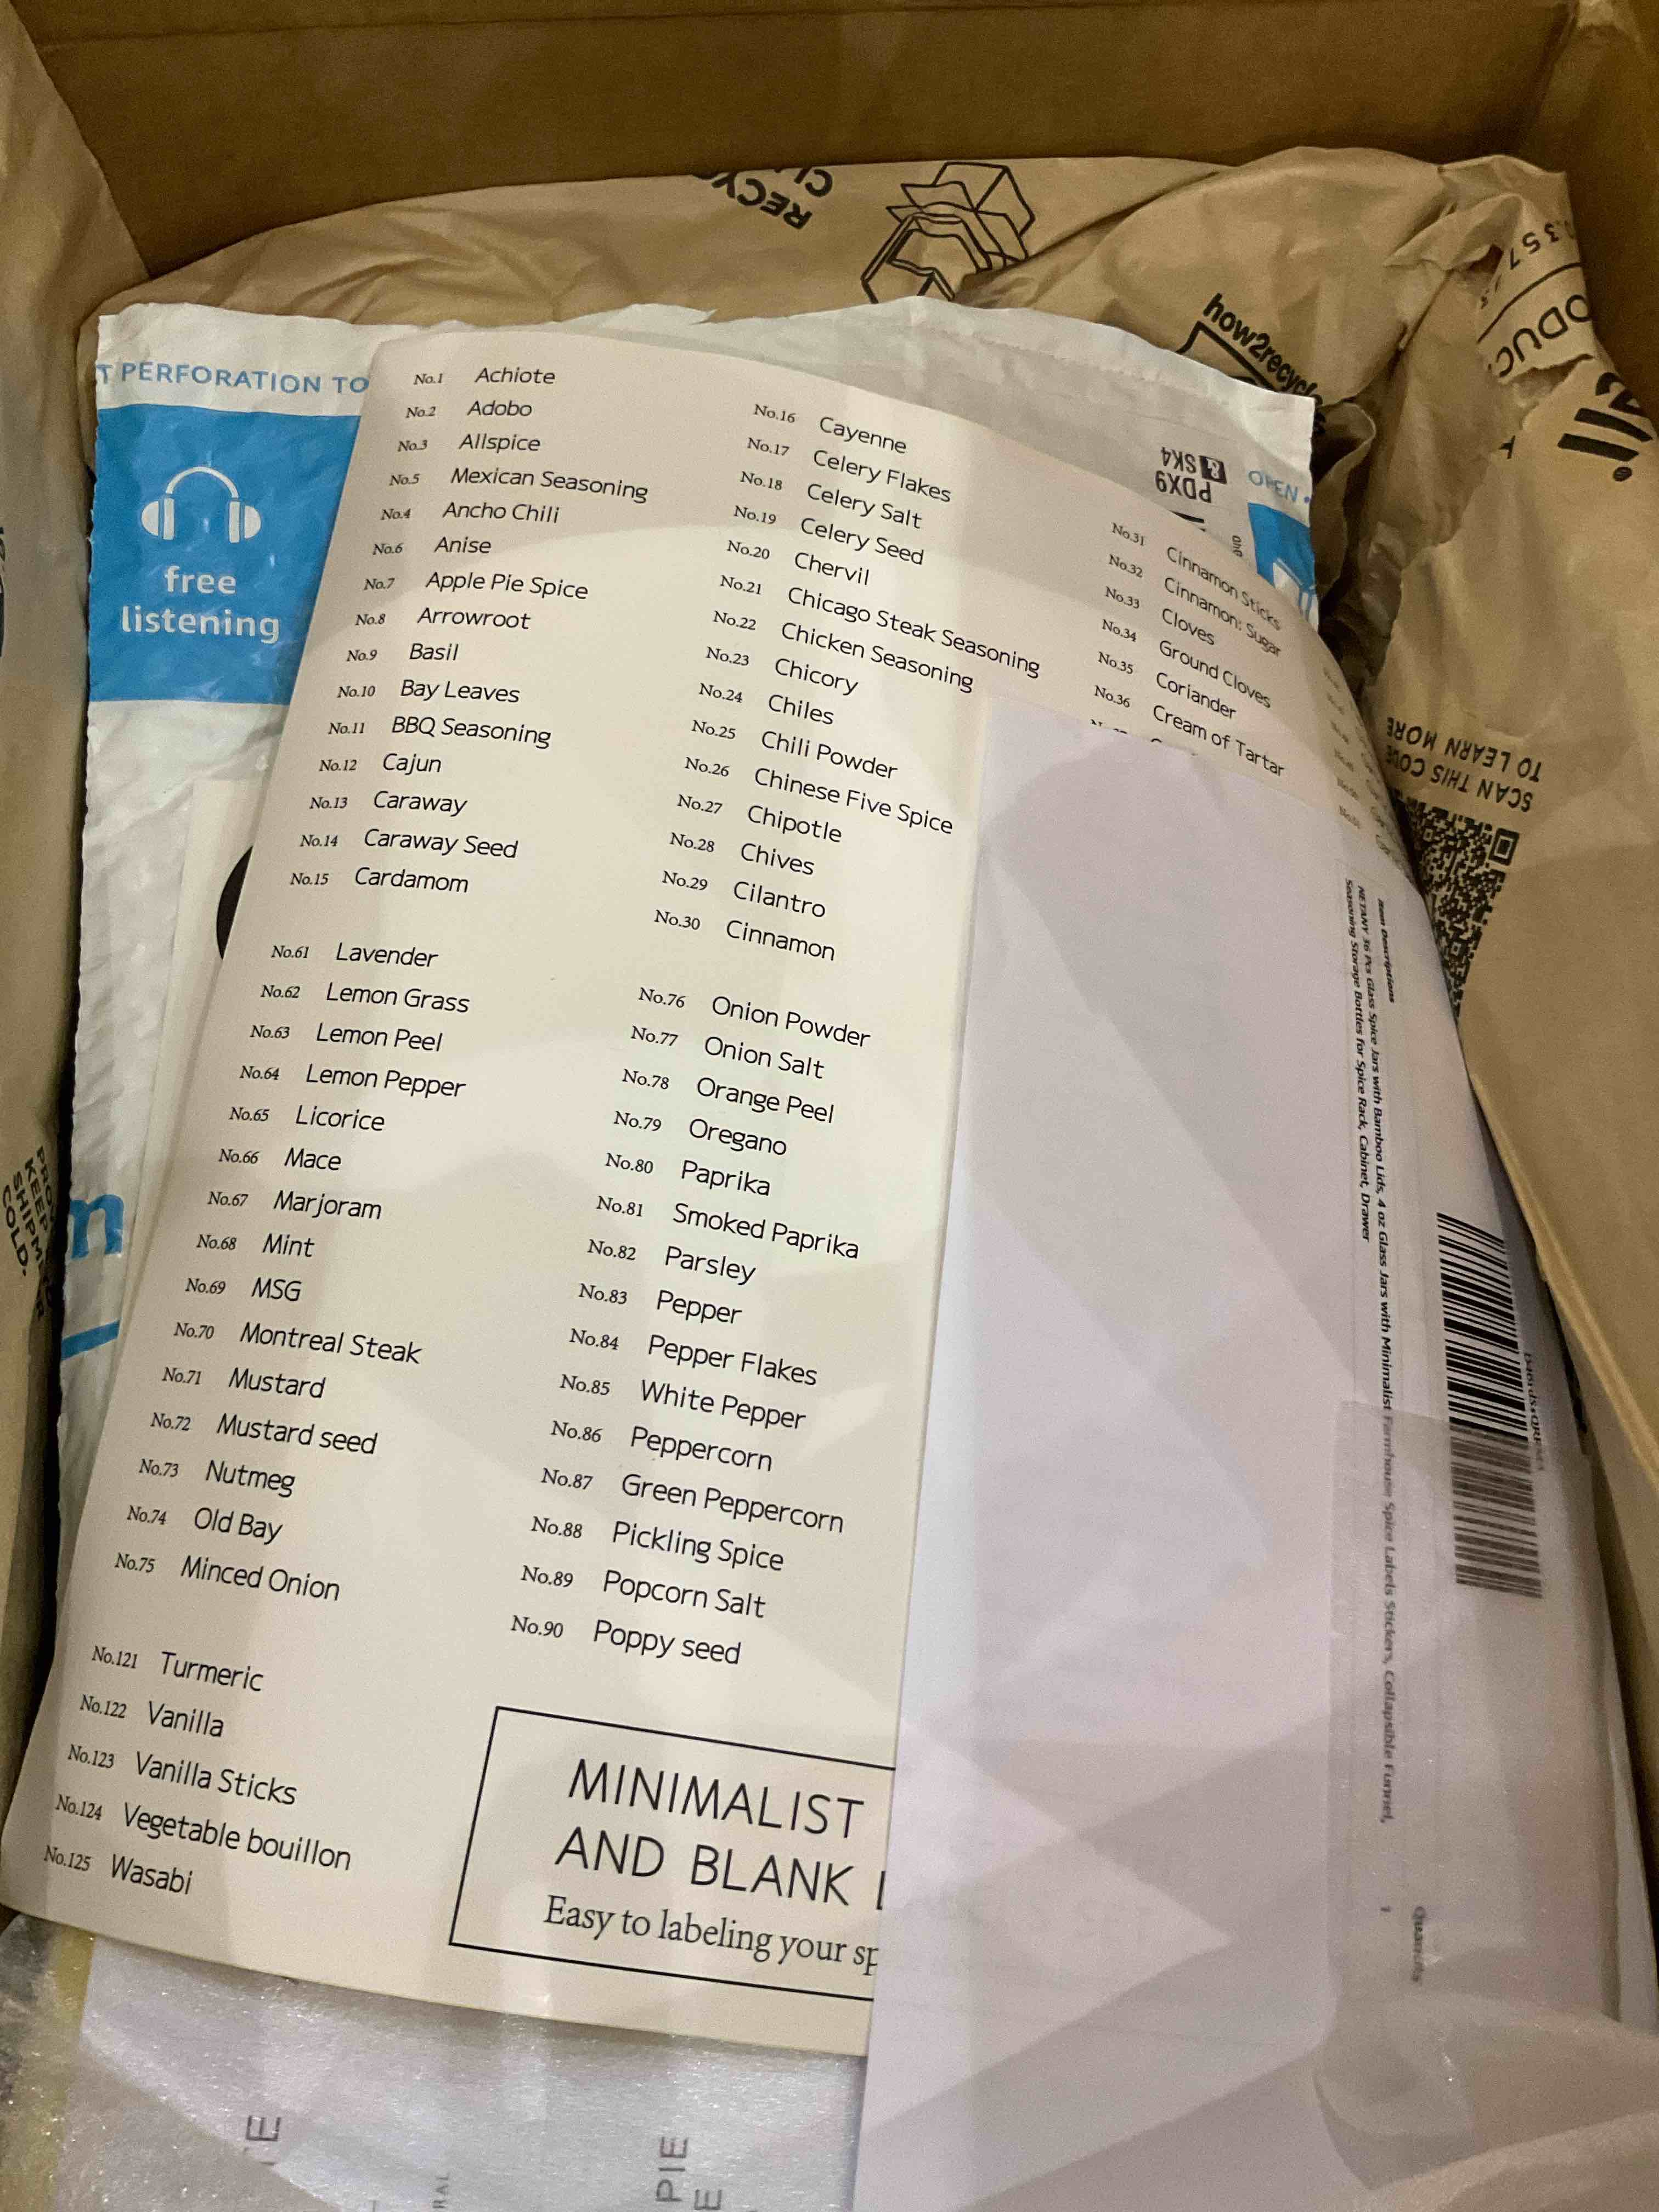 RECYC
CL
how2recycl
T PERFORATION TO
free
listening
PDX9
& SK4
OPEN
No.1 Achiote
No.2 Adobo
No.3 Allspice
No.5 Mexican Seasoning
No.4 Ancho Chili
No.6 Anise
No.7 Apple Pie Spice
No.8 Arrowroot
No.9 Basil
No.10 Bay Leaves
No.11 BBQ Seasoning
No.12 Cajun
No.13 Caraway
No.14 Caraway Seed
No.15 Cardamom
No.16 Cayenne
No.17 Celery Flakes
No.18 Celery Salt
No.19 Celery Seed
No.20 Chervil
No.21 Chicago Steak Seasoning
No.22 Chicken Seasoning
No.23 Chicory
No.24 Chiles
No.25 Chili Powder
No.26 Chinese Five Spice
No.27 Chipotle
No.28 Chives
No.29 Cilantro
No.30 Cinnamon
No.31 Cinnamon Sticks
No.32 Cinnamon: Sugar
No.33 Cloves
No.34 Ground Cloves
No.35 Coriander
No.36 Cream of Tartar
No.61 Lavender
No.62 Lemon Grass
No.63 Lemon Peel
No.64 Lemon Pepper
No.65 Licorice
No.66 Mace
No.67 Marjoram
No.68 Mint
No.69 MSG
No.70 Montreal Steak
No.71 Mustard
No.72 Mustard seed
No.73 Nutmeg
No.74 Old Bay
No.75 Minced Onion
No.76 Onion Powder
No.77 Onion Salt
No.78 Orange Peel
No.79 Oregano
No.80 Paprika
No.81 Smoked Paprika
No.82 Parsley
No.83 Pepper
No.84 Pepper Flakes
No.85 White Pepper
No.86 Peppercorn
No.87 Green Peppercorn
No.88 Pickling Spice
No.89 Popcorn Salt
No.90 Poppy seed
No.121 Turmeric
No.122 Vanilla
No.123 Vanilla Sticks
No.124 Vegetable bouillon
No.125 Wasabi
MINIMALIST
AND BLANK
Easy to labeling your sp
SCAN THIS CODE
TO LEARN MORE
Item Descriptions
NETANY 36 Pcs Glass Spice Jars with Bamboo Lids, 4 oz Glass Jars with Minimalist Farmhouse Spice Labels Stickers, Collapsible Funnel,
Seasoning Storage Bottles for Spice Rack, Cabinet, Drawer
Quantity
1
KEEP
COLD.
PIE